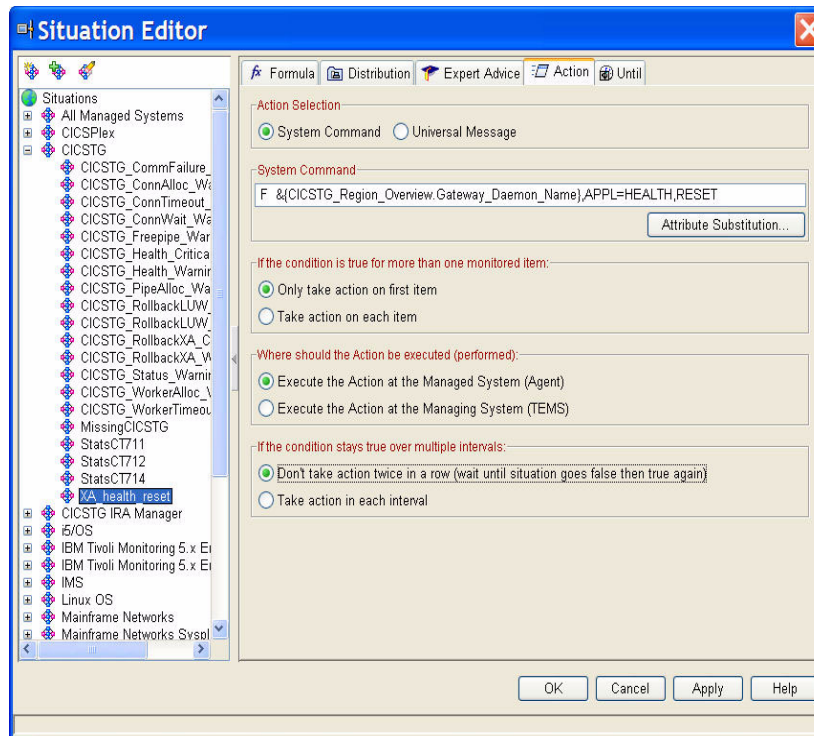 Situation Editor
Formula
Distribution
Expert Advice
Action
Until
Situations
All Managed Systems
CICSPlex
CICSTG
CICSTG_CommFailure_
CICSTG_ConnAlloc_Wa
CICSTG_ConnTimeout_
CICSTG_ConnWait_Wa
CICSTG_Freepipe_War
CICSTG_Health_Critica
CICSTG_Health_Warnin
CICSTG_PipeAlloc_Wa
CICSTG_RollbackLUW_
CICSTG_RollbackLUW_
CICSTG_RollbackXA_C
CICSTG_RollbackXA_W
CICSTG_Status_Warnin
CICSTG_WorkerAlloc_V
CICSTG_WorkerTimeou
MissingCICSTG
StatsCT711
StatsCT712
StatsCT714
XA_health_reset
CICSTG IRA Manager
i5/OS
IBM Tivoli Monitoring 5.x E
IBM Tivoli Monitoring 5.x E
IMS
Linux OS
Mainframe Networks
Mainframe Networks Syspl
Action Selection
System Command
Universal Message
System Command
F &{CICSTG_Region_Overview.Gateway_Daemon_Name},APPL=HEALTH,RESET
Attribute Substitution...
If the condition is true for more than one monitored item:
Only take action on first item
Take action on each item
Where should the Action be executed (performed):
Execute the Action at the Managed System (Agent)
Execute the Action at the Managing System (TEMS)
If the condition stays true over multiple intervals:
Don't take action twice in a row (wait until situation goes false then true again)
Take action in each interval
OK
Cancel
Apply
Help